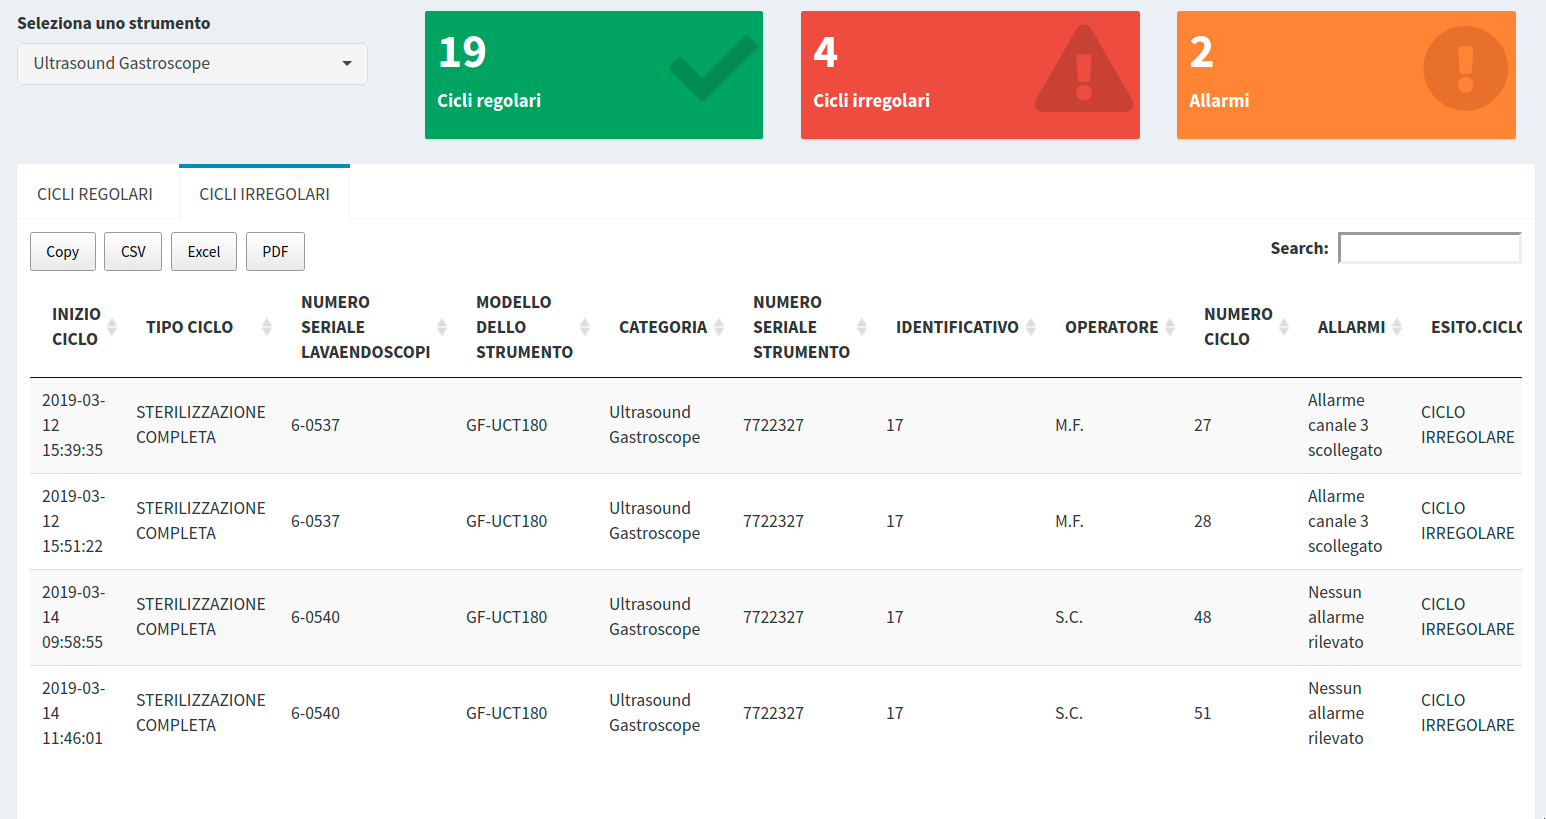 Seleziona uno strumento
Ultrasound Gastroscope
19
Cicli regolari
4
Cicli irregolari
2
Allarmi
CICLI REGOLARI
CICLI IRREGOLARI
Copy
CSV
Excel
PDF
Search:
INIZIO
CICLO
TIPO CICLO
NUMERO
SERIALE
LAVAENDOSCOPI
MODELLO
DELLO
STRUMENTO
CATEGORIA
NUMERO
SERIALE
STRUMENTO
IDENTIFICATIVO
OPERATORE
NUMERO
CICLO
ALLARMI
ESITO.CICLO
2019-03-
12
15:39:35
STERILIZZAZIONE
COMPLETA
6-0537
GF-UCT180
Ultrasound
Gastroscope
7722327
17
M.F.
27
Allarme
canale 3
scollegato
CICLO
IRREGOLARE
2019-03-
12
15:51:22
STERILIZZAZIONE
COMPLETA
6-0537
GF-UCT180
Ultrasound
Gastroscope
7722327
17
M.F.
28
Allarme
canale 3
scollegato
CICLO
IRREGOLARE
2019-03-
14
09:58:55
STERILIZZAZIONE
COMPLETA
6-0540
GF-UCT180
Ultrasound
Gastroscope
7722327
17
S.C.
48
Nessun
allarme
rilevato
CICLO
IRREGOLARE
2019-03-
14
11:46:01
STERILIZZAZIONE
COMPLETA
6-0540
GF-UCT180
Ultrasound
Gastroscope
7722327
17
S.C.
51
Nessun
allarme
rilevato
CICLO
IRREGOLARE